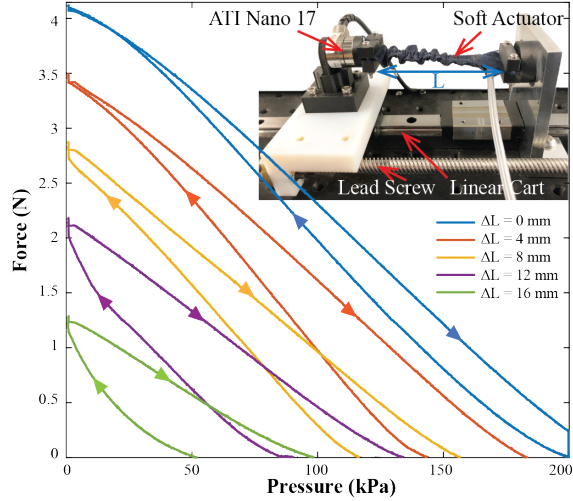 ATI Nano 17
Soft Actuator
L
Lead Screw
Linear Cart
ΔL = 0 mm
ΔL = 4 mm
ΔL = 8 mm
ΔL = 12 mm
ΔL = 16 mm
Force (N)
4
3.5
3
2.5
2
1.5
1
0.5
0
0
50
100
150
200
Pressure (kPa)